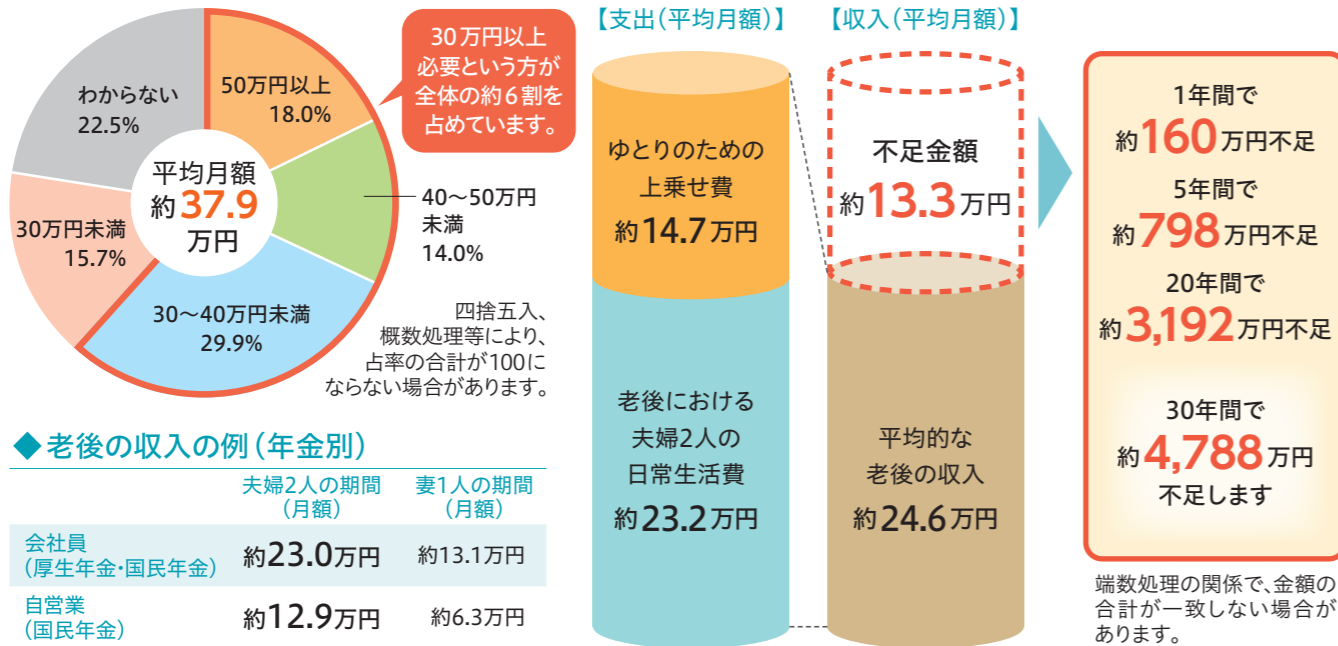 わからない
22.5%
50万円以上
18.0%
40～50万円
未満
14.0%
30～40万円未満
29.9%
30万円未満
15.7%
平均月額
約37.9
万円
30万円以上
必要という方が
全体の約6割を
占めています。
四捨五入、
概数処理等により、
占率の合計が100に
ならない場合があります。
◆老後の収入の例（年金別）
夫婦2人の期間
（月額）
妻1人の期間
（月額）
会社員
（厚生年金・国民年金）
約23.0万円
約13.1万円
自営業
（国民年金）
約12.9万円
約6.3万円
【支出（平均月額）】
ゆとりのための
上乗せ費
約14.7万円
老後における
夫婦2人の
日常生活費
約23.2万円
【収入（平均月額）】
不足金額
約13.3万円
平均的な
老後の収入
約24.6万円
1年間で
約160万円不足
5年間で
約798万円不足
20年間で
約3,192万円不足
30年間で
約4,788万円
不足します
端数処理の関係で、金額の
合計が一致しない場合が
あります。